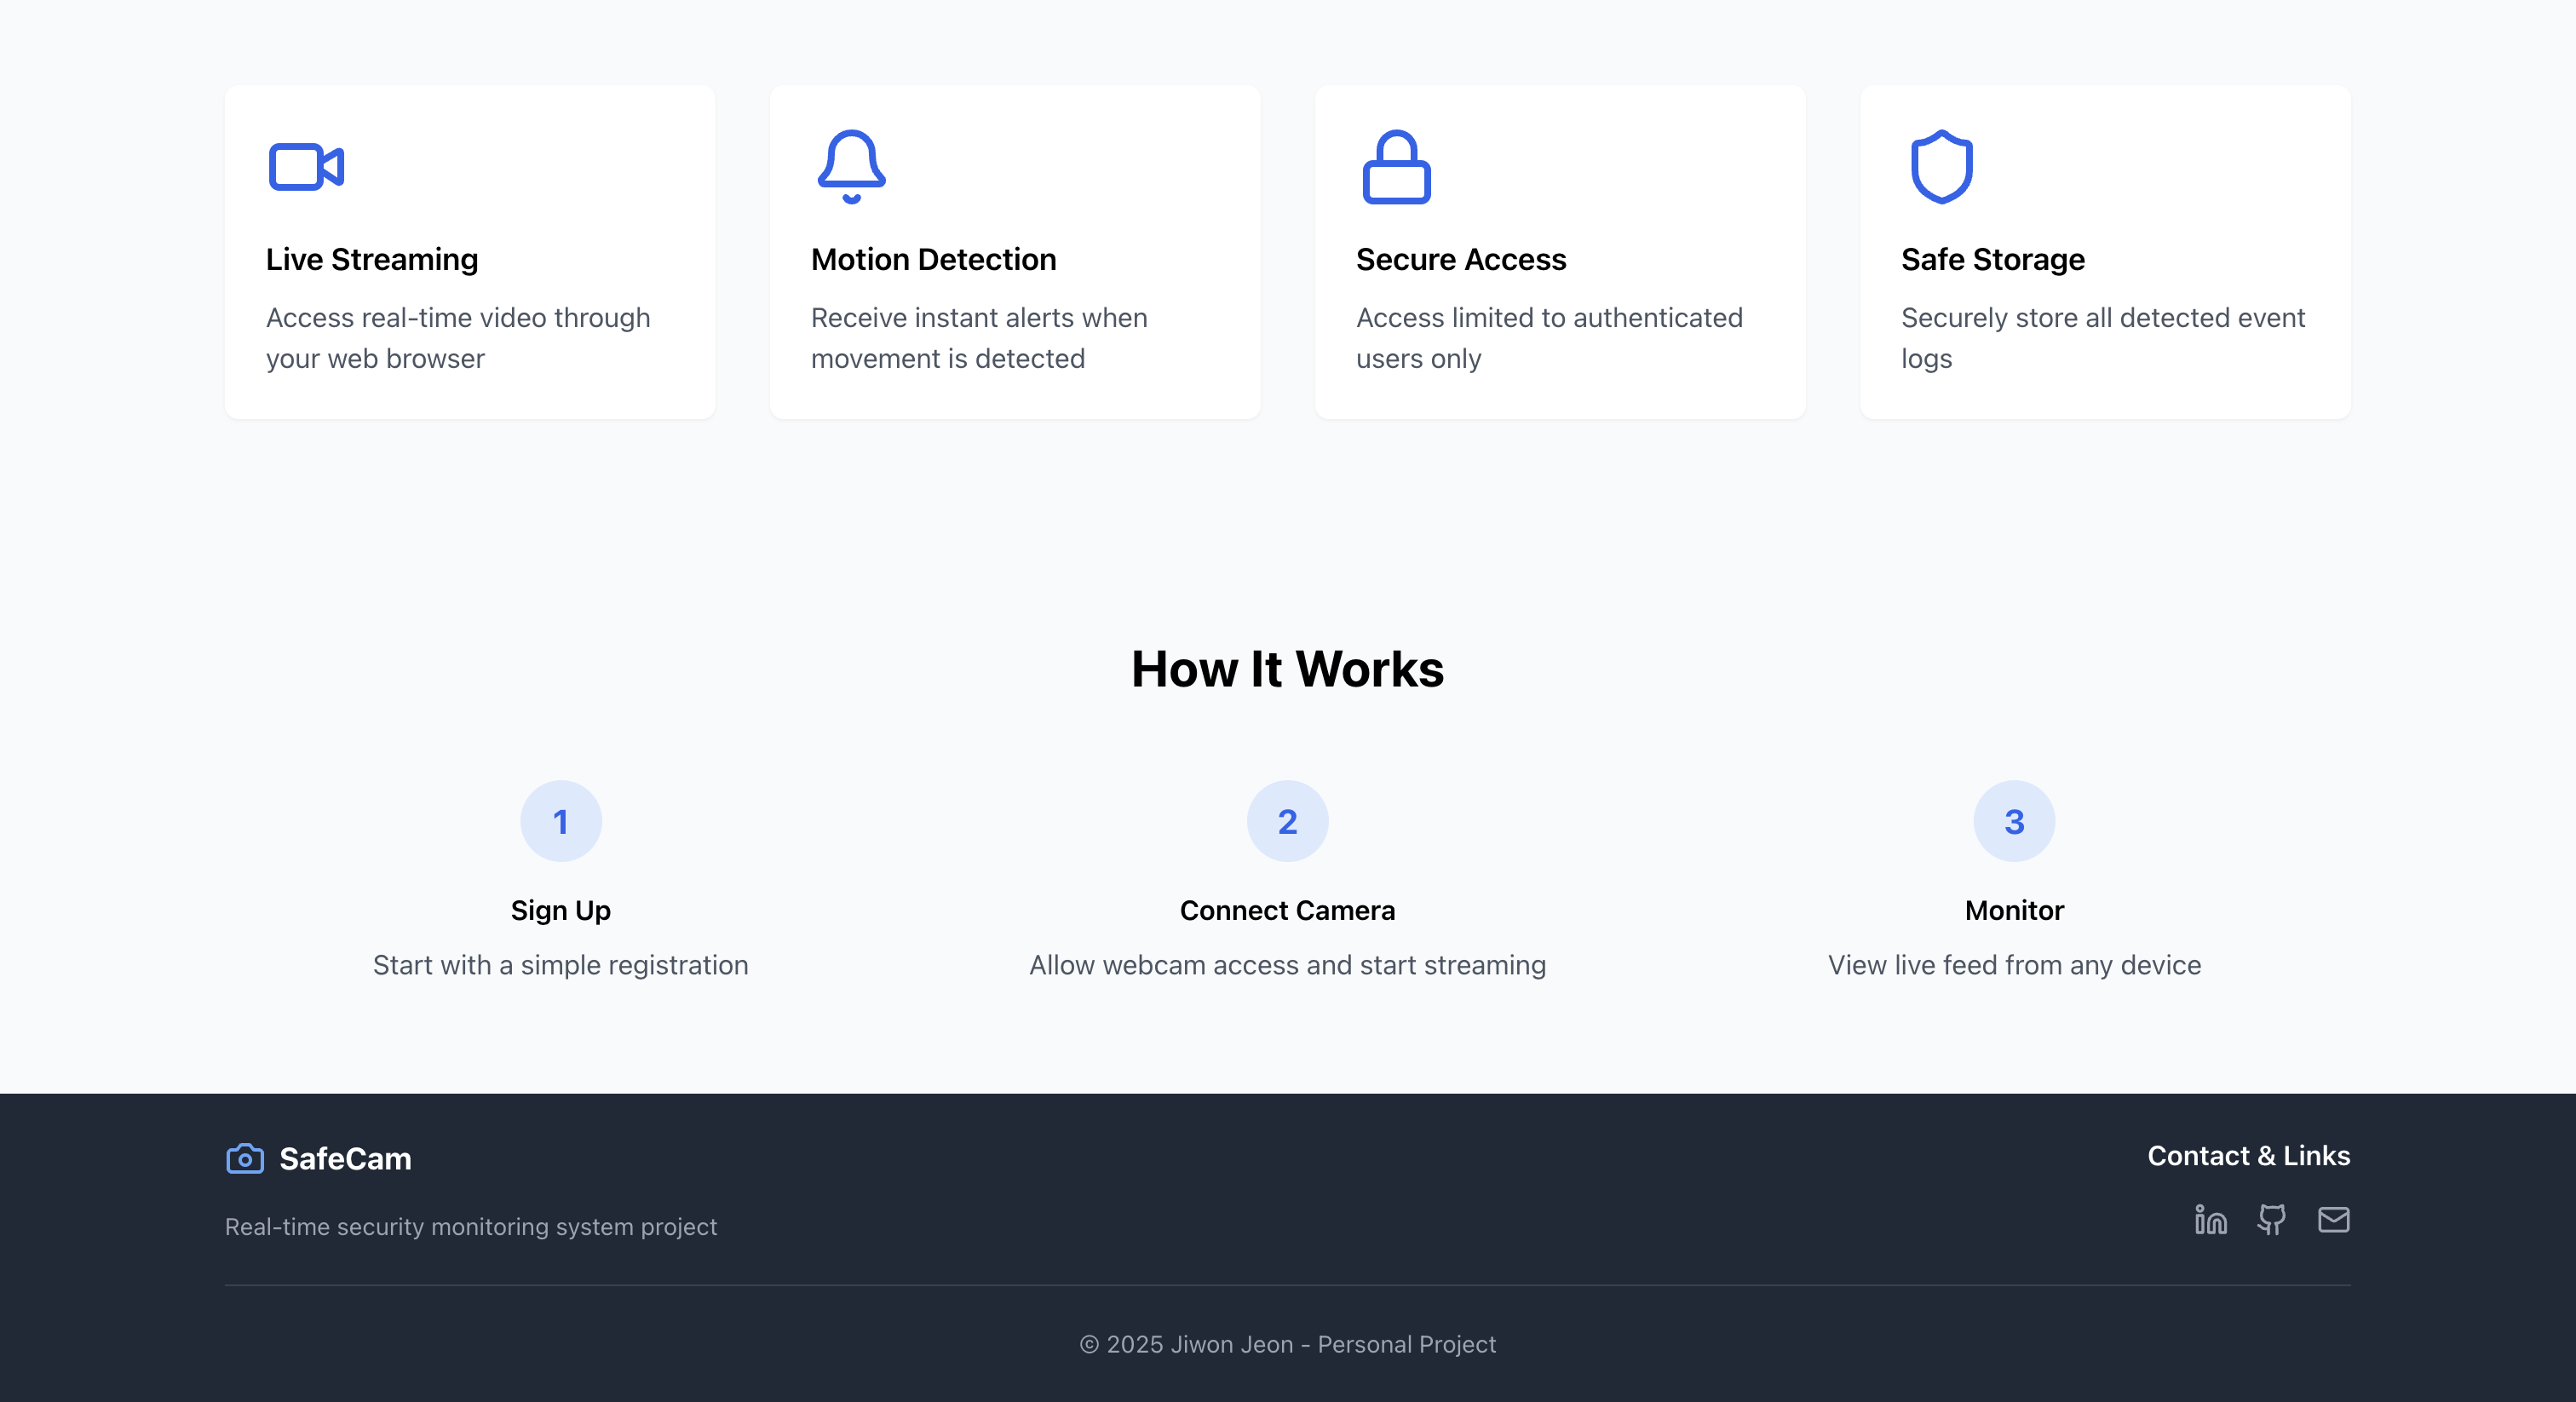 Live Streaming
Access real-time video through
your web browser
Motion Detection
Receive instant alerts when
movement is detected
Secure Access
Access limited to authenticated
users only
Safe Storage
Securely store all detected event
logs
How It Works
1
Sign Up
Start with a simple registration
2
Connect Camera
Allow webcam access and start streaming
3
Monitor
View live feed from any device
SafeCam
Real-time security monitoring system project
Contact & Links
© 2025 Jiwon Jeon - Personal Project